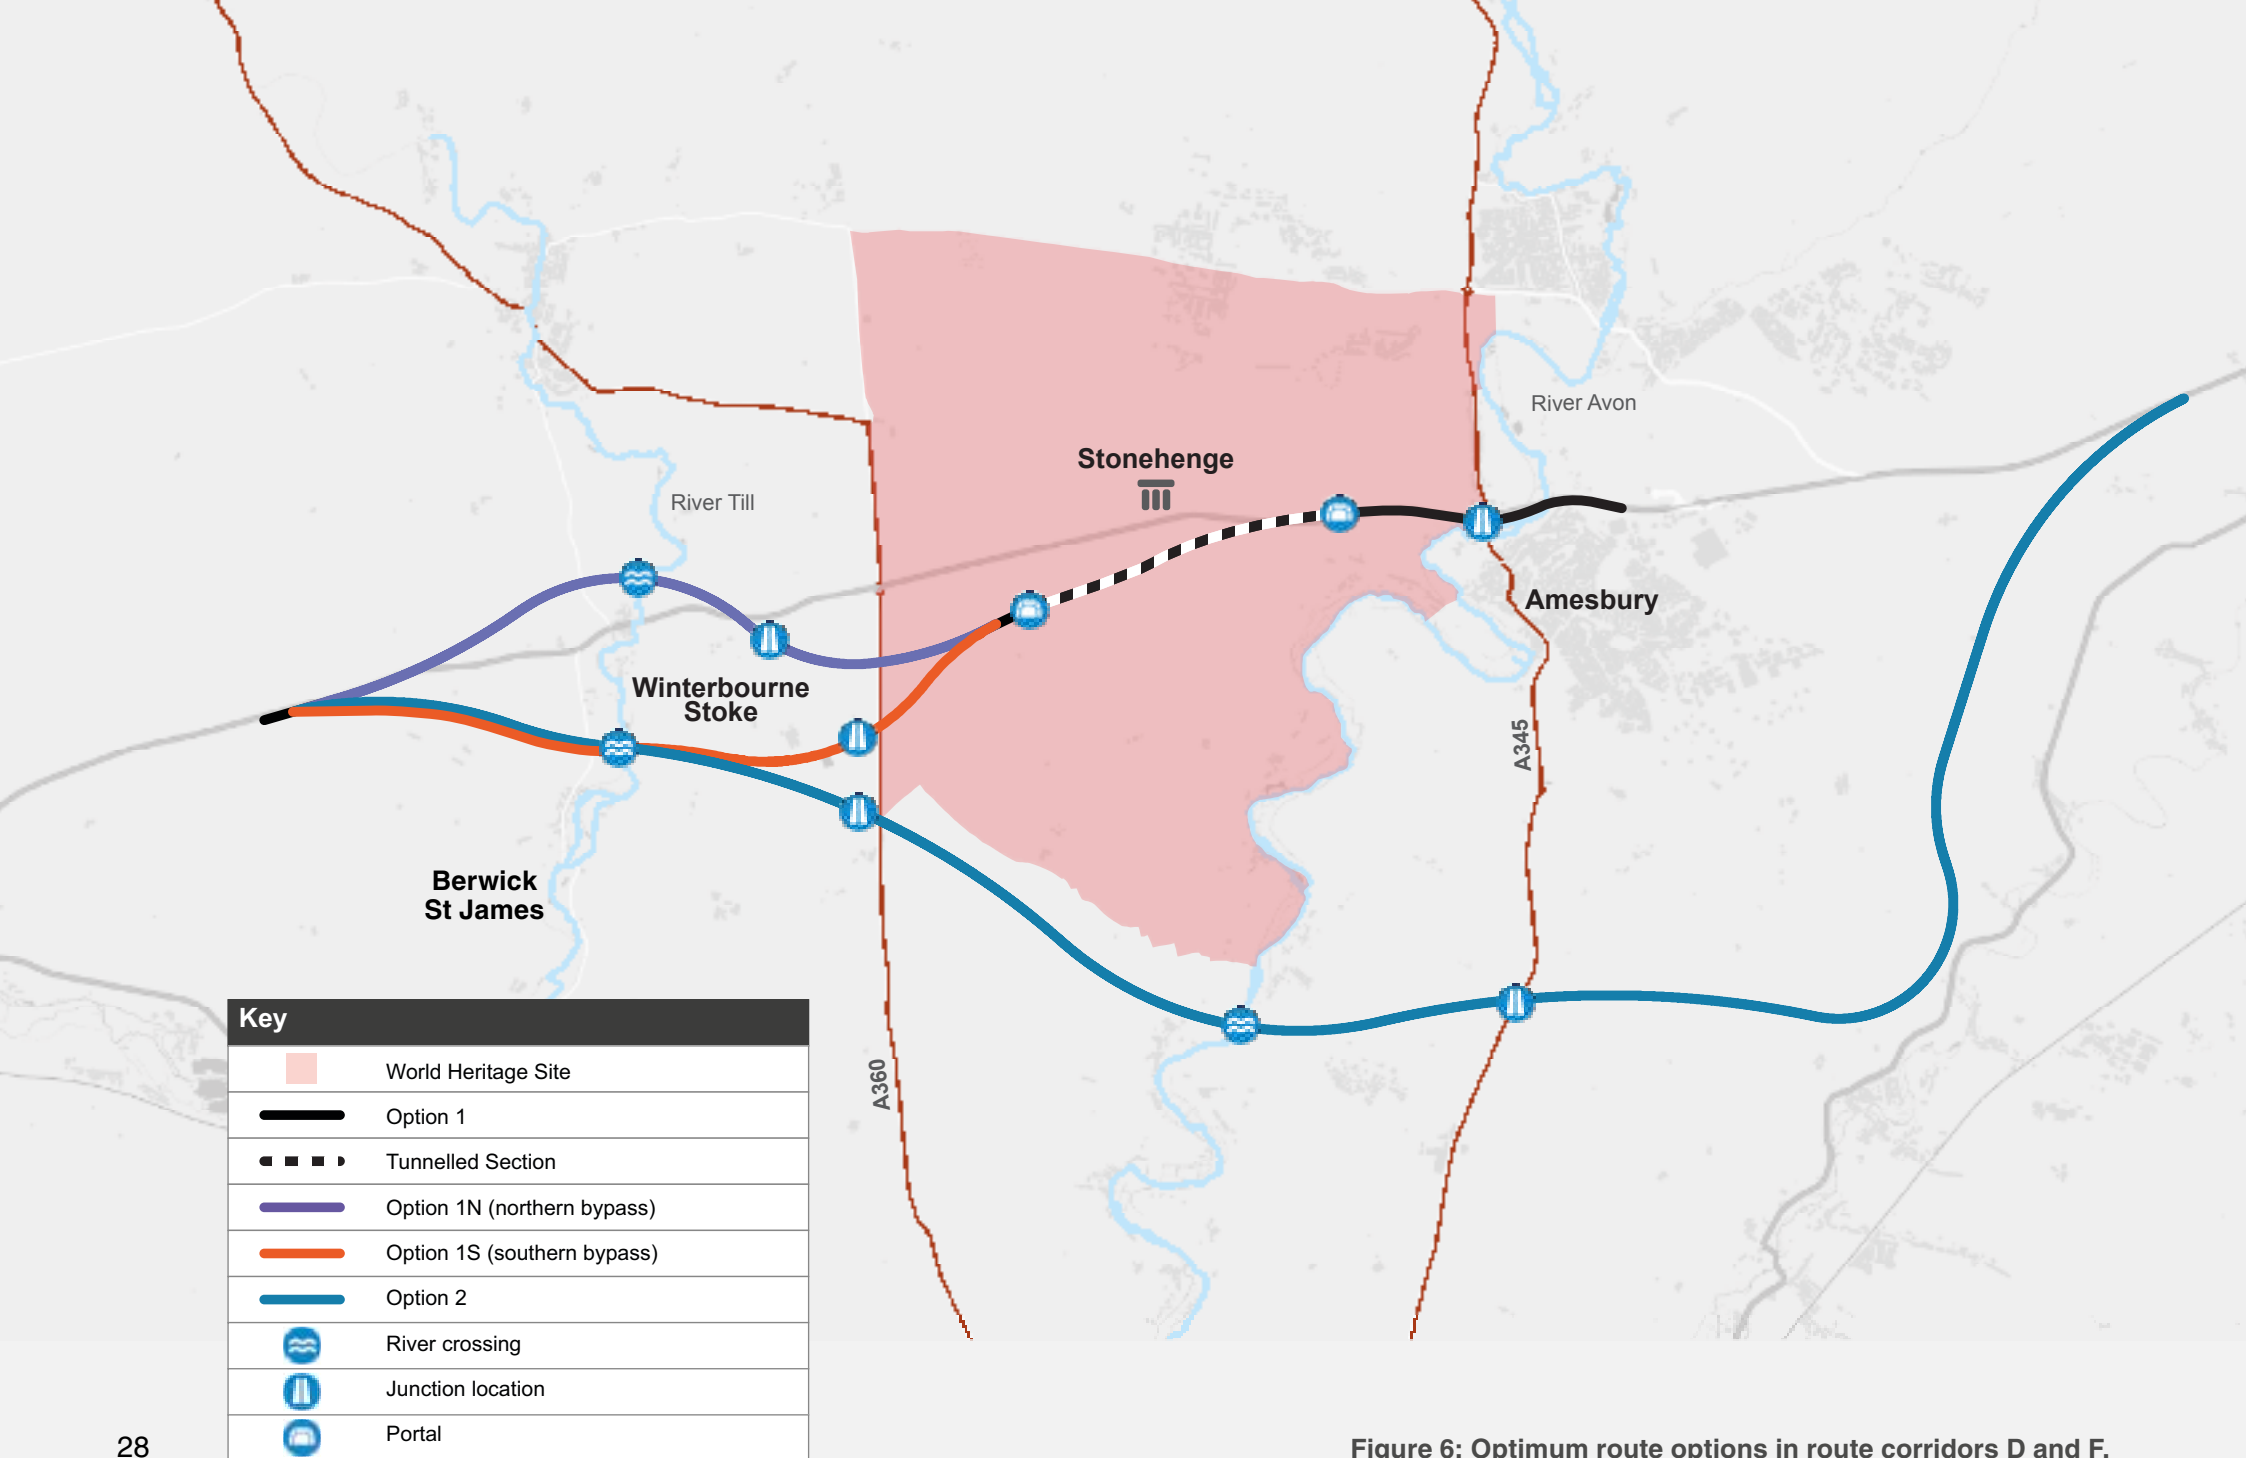 Stonehenge
River Avon
River Till
Amesbury
Winterbourne
Stoke
A345
Berwick
St James
A360
Key
World Heritage Site
Option 1
Tunnelled Section
Option 1N (northern bypass)
Option 1S (southern bypass)
Option 2
River crossing
Junction location
Portal
28
Figure 6: Optimum route options in route corridors D and F.